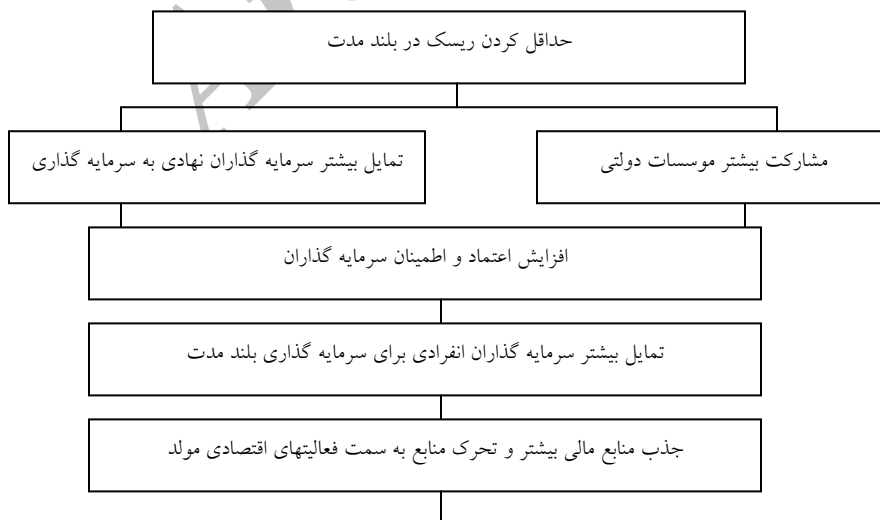 حداقل کردن ریسک در بلند مدت
مشارکت بیشتر موسسات دولتی
تمایل بیشتر سرمایه گذاران نهادی به سرمایه گذاری
افزایش اعتماد و اطمینان سرمایه گذاران
تمایل بیشتر سرمایه گذاران انفرادی برای سرمایه گذاری بلند مدت
جذب منابع مالی بیشتر و تحرک منابع به سمت فعالیتهای اقتصادی مولد